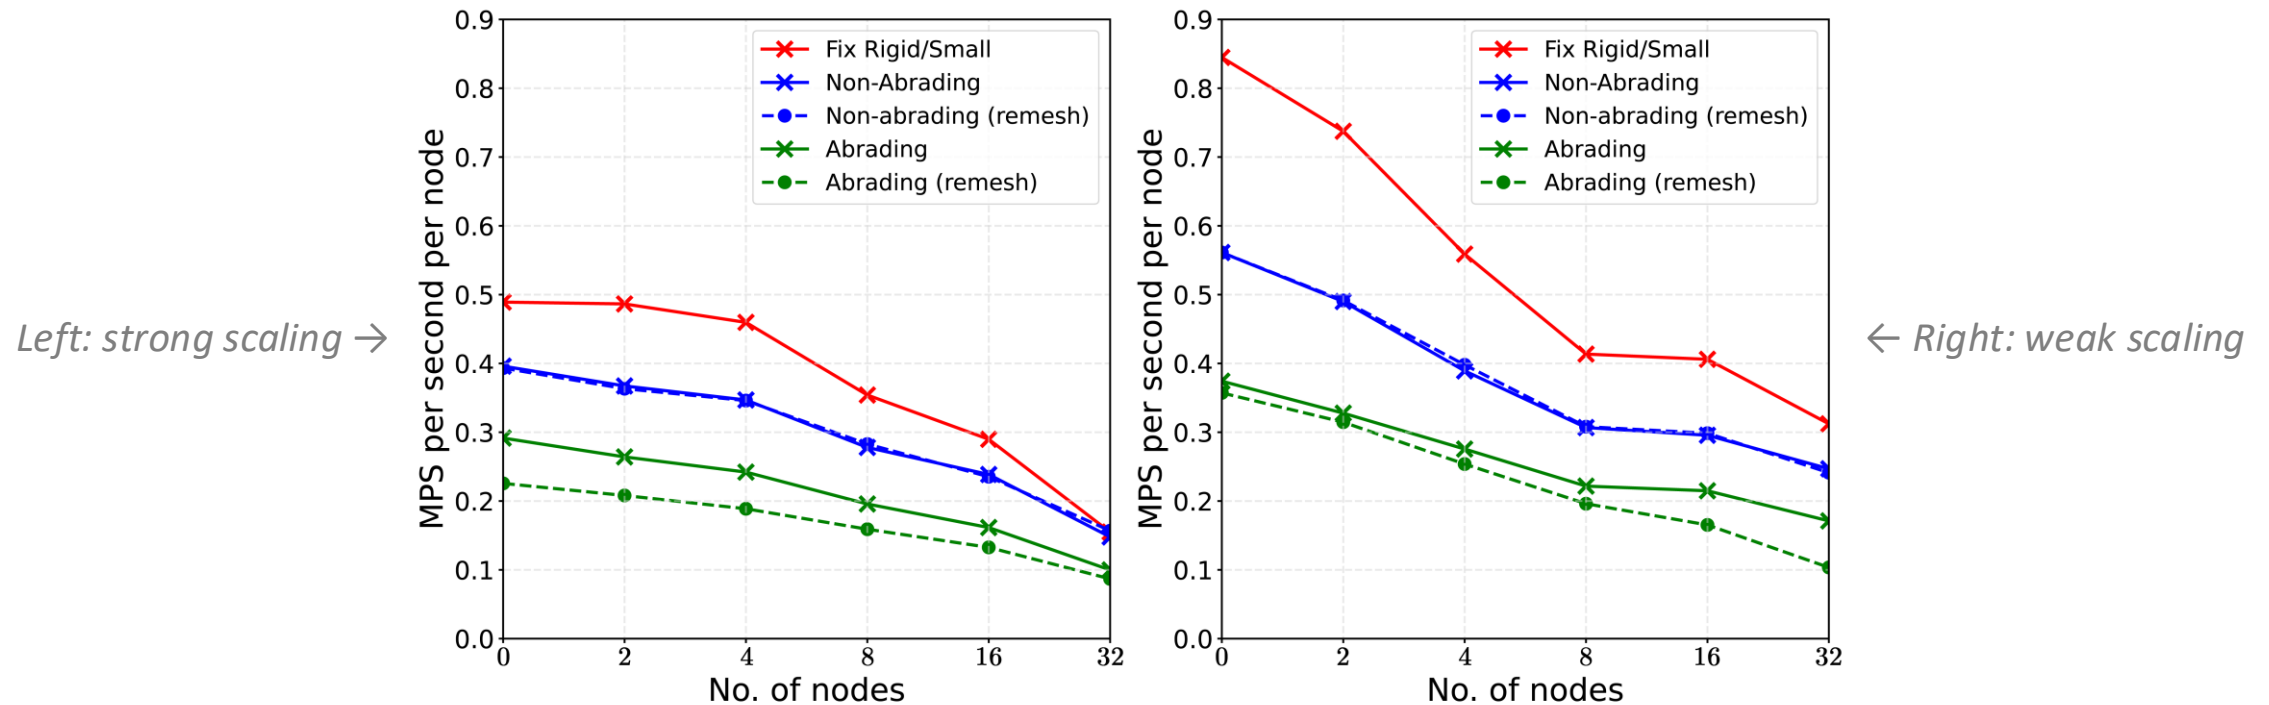 Left: strong scaling →
MPS per second per node
0.9
0.8
0.7
0.6
0.5
0.4
0.3
0.2
0.1
0.0
Fix Rigid/Small
Non-Abrading
Non-abrading (remesh)
Abrading
Abrading (remesh)
0 2 4 8 16 32
No. of nodes
MPS per second per node
0.9
0.8
0.7
0.6
0.5
0.4
0.3
0.2
0.1
0.0
Fix Rigid/Small
Non-Abrading
Non-abrading (remesh)
Abrading
Abrading (remesh)
0 2 4 8 16 32
No. of nodes
← Right: weak scaling